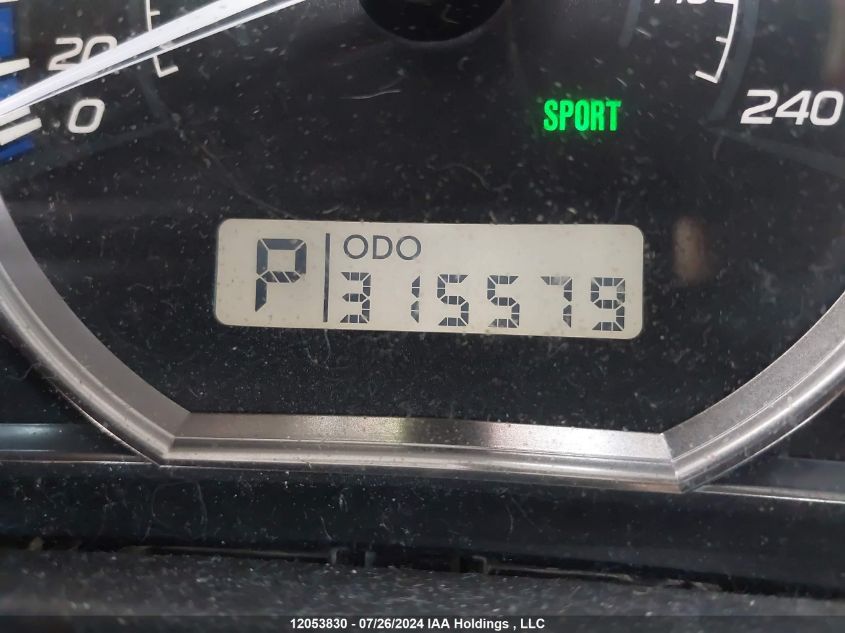 20
0
SPORT
240
P ODO
315579
12053830 - 07/26/2024 IAA Holdings , LLC